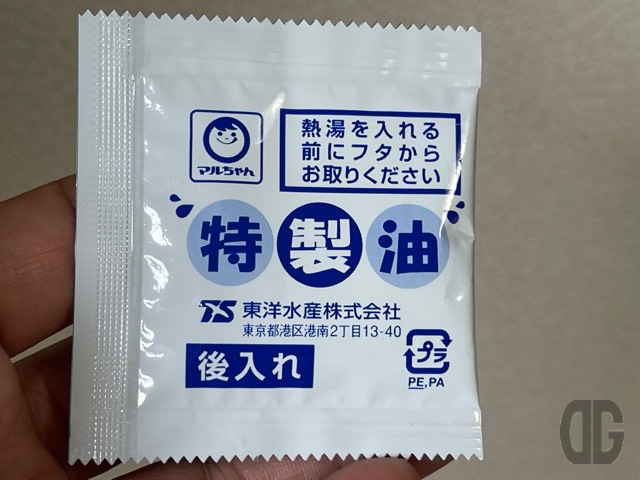 マルちゃん
熱湯を入れる
前にフタから
お取りください
特製油
TS 東洋水産株式会社
東京都港区港南2丁目13-40
後入れ
プラ
PE,PA
DG